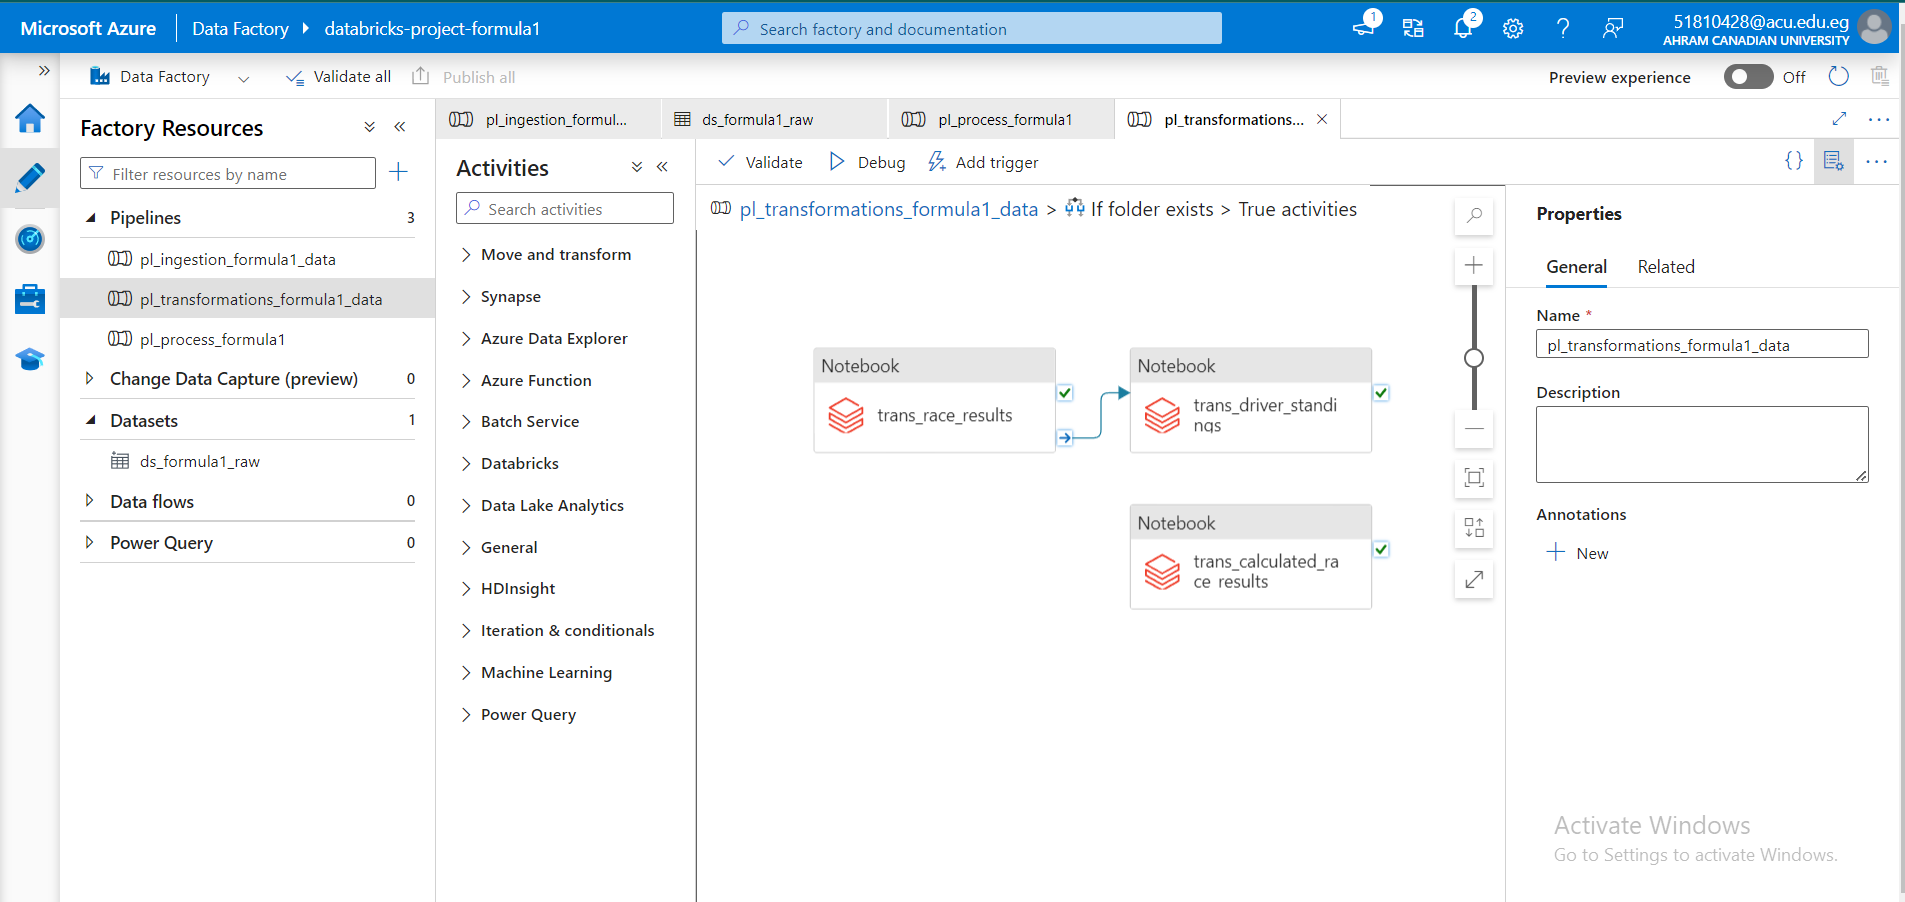 Microsoft Azure
Data Factory
databricks-project-formula1
Search factory and documentation
1
2
51810428@acu.edu.eg
AHRAM CANADIAN UNIVERSITY
Data Factory
Validate all
Publish all
Preview experience
Off
Factory Resources
Filter resources by name
Pipelines 3
pl_ingestion_formula1_data
pl_transformations_formula1_data
pl_process_formula1
Change Data Capture (preview) 0
Datasets 1
ds_formula1_raw
Data flows 0
Power Query 0
pl_ingestion_formul...
ds_formula1_raw
pl_process_formula1
pl_transformations...
Activities
Search activities
Move and transform
Synapse
Azure Data Explorer
Azure Function
Batch Service
Databricks
Data Lake Analytics
General
HDInsight
Iteration & conditionals
Machine Learning
Power Query
Validate
Debug
Add trigger
pl_transformations_formula1_data > If folder exists > True activities
Notebook
trans_race_results
Notebook
trans_driver_standi
ngs
Notebook
trans_calculated_ra
ce_results
Properties
General
Related
Name *
pl_transformations_formula1_data
Description
Annotations
New
Activate Windows
Go to Settings to activate Windows.